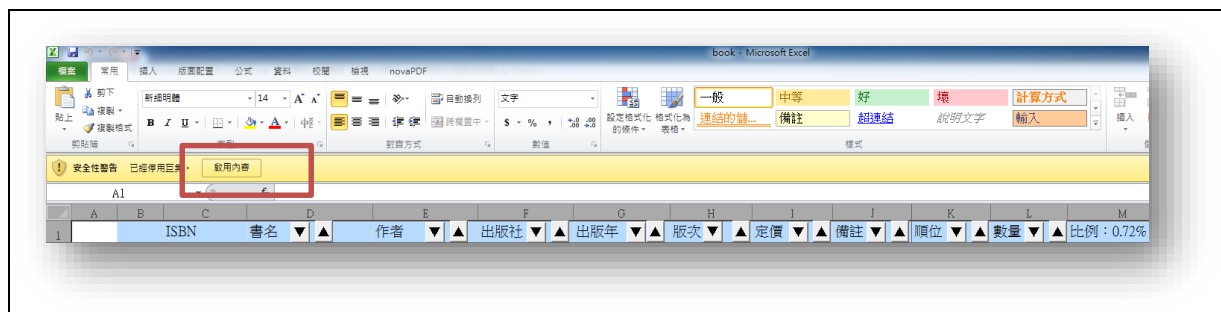 book - Microsoft Excel
檔案 常用 插入 版面配置 公式 資料 校閱 檢視 novaPDF
剪下
複製
複製格式
貼上
剪貼簿
新細明體 14 A A
B I U A 中
自動換列
跨欄置中
對齊方式
文字
$ % , .00 .0
數值
設定格式化的條件 格式化為表格
一般 中等 好 壞 計算方式
連結的儲... 備註 超連結 說明文字 輸入
樣式
插入
安全性警告 已經停用巨集。 啟用內容
A1
A B C D E F G H I J K L M
1 ISBN 書名 ▼ ▲ 作者 ▼ ▲ 出版社 ▼ ▲ 出版年 ▼ ▲ 版次 ▼ ▲ 定價 ▼ ▲ 備註 ▼ ▲ 順位 ▼ ▲ 數量 ▼ ▲ 比例：0.72%